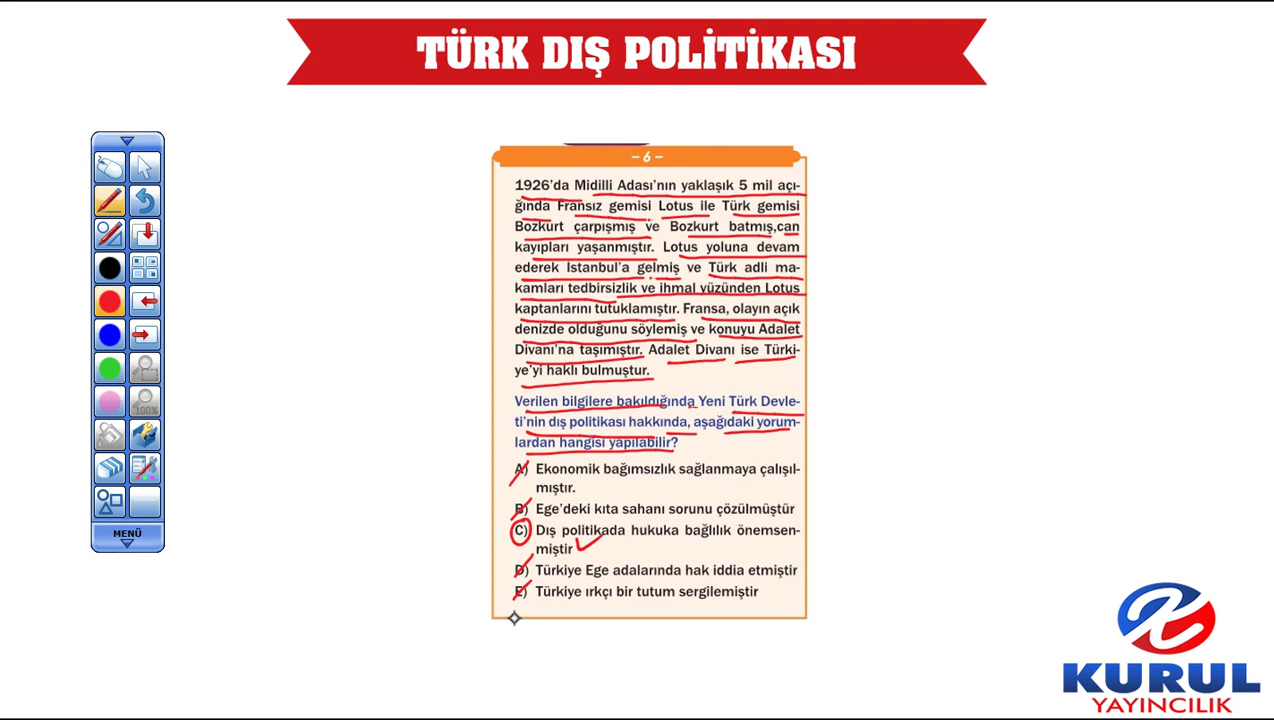 TÜRK DIŞ POLİTİKASI
– 6 –
1926'da Midilli Adası'nın yaklaşık 5 mil açı-
ğında Fransız gemisi Lotus ile Türk gemisi
Bozkurt çarpışmış ve Bozkurt batmış,can
kayıpları yaşanmıştır. Lotus yoluna devam
ederek Istanbul'a gelmiş ve Türk adli ma-
kamları tedbirsizlik ve ihmal yüzünden Lotus
kaptanlarını tutuklamıştır. Fransa, olayın açık
denizde olduğunu söylemiş ve konuyu Adalet
Divanı'na taşımıştır. Adalet Divanı ise Türki-
ye'yi haklı bulmuştur.
Verilen bilgilere bakıldığında Yeni Türk Devle-
ti'nin dış politikası hakkında, aşağıdaki yorum-
lardan hangisi yapılabilir?
A) Ekonomik bağımsızlık sağlanmaya çalışıl-
mıştır.
B) Ege'deki kıta sahanı sorunu çözülmüştür
C) Dış politikada hukuka bağlılık önemsen-
miştir
D) Türkiye Ege adalarında hak iddia etmiştir
E) Türkiye ırkçı bir tutum sergilemiştir
100%
MENÜ
KURUL
YAYINCILIK